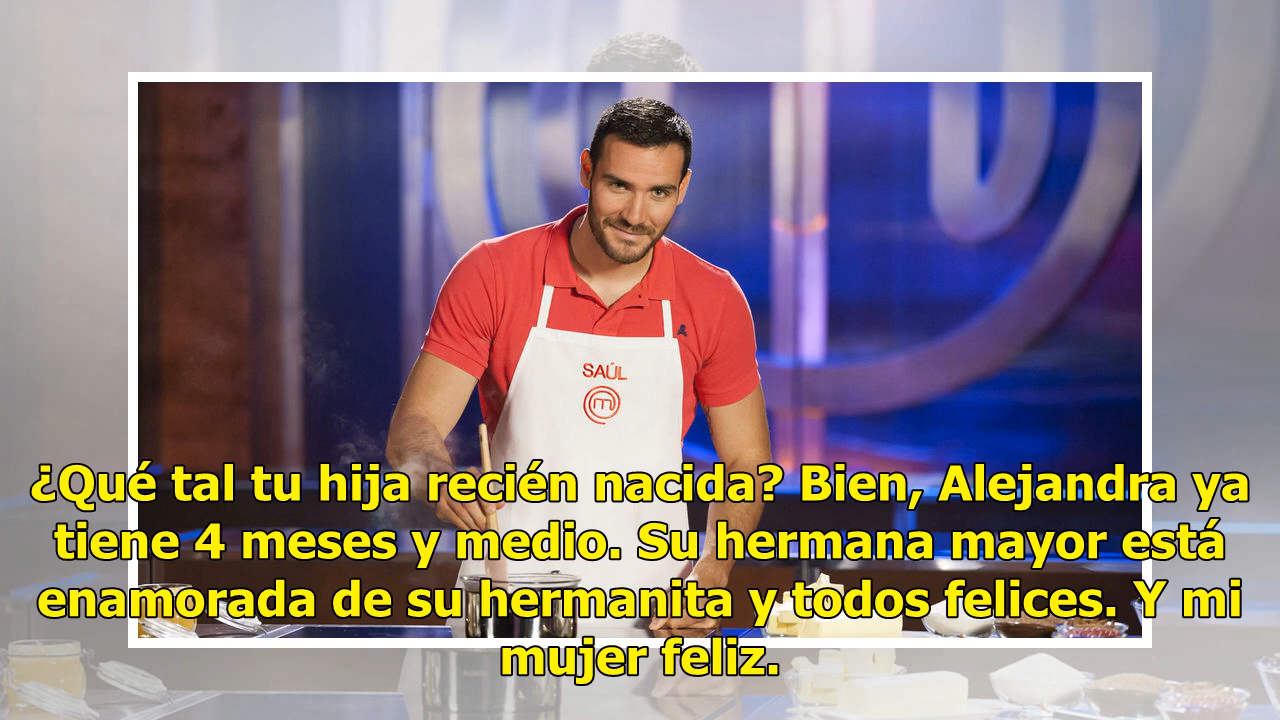 SAÚL
¿Qué tal tu hija recién nacida? Bien, Alejandra ya
tiene 4 meses y medio. Su hermana mayor está
enamorada de su hermanita y todos felices. Y mi
mujer feliz.